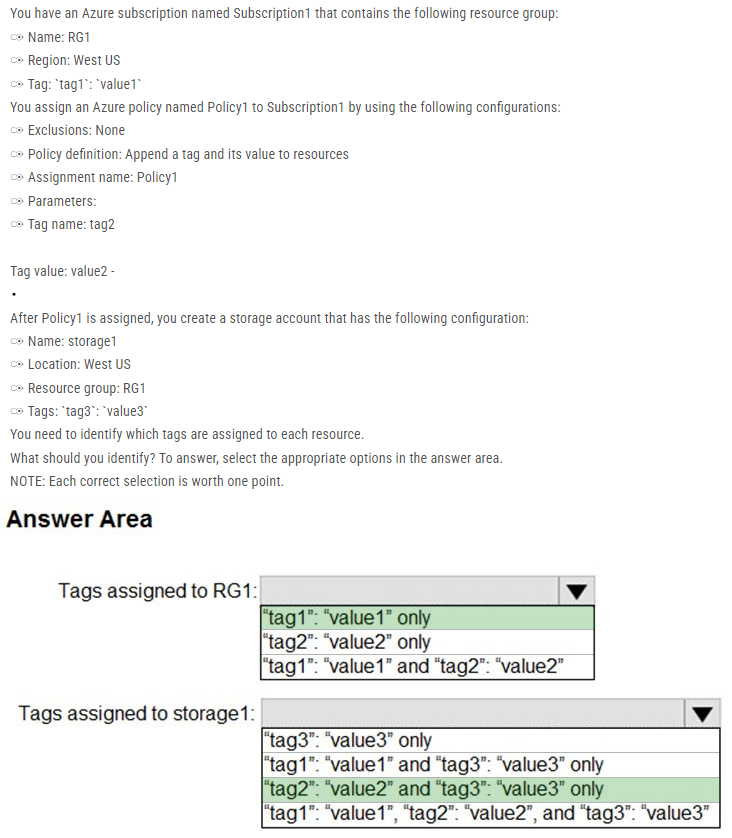 You have an Azure subscription named Subscription1 that contains the following resource group:
Name: RG1
Region: West US
Tag: `tag1`: `value1`
You assign an Azure policy named Policy1 to Subscription1 by using the following configurations:
Exclusions: None
Policy definition: Append a tag and its value to resources
Assignment name: Policy1
Parameters:
Tag name: tag2
Tag value: value2 -
After Policy1 is assigned, you create a storage account that has the following configuration:
Name: storage1
Location: West US
Resource group: RG1
Tags: `tag3`: `value3`
You need to identify which tags are assigned to each resource.
What should you identify? To answer, select the appropriate options in the answer area.
NOTE: Each correct selection is worth one point.
Answer Area
Tags assigned to RG1:
“tag1”: “value1” only
“tag2”: “value2” only
“tag1”: “value1” and “tag2”: “value2”
Tags assigned to storage1:
“tag3”: “value3” only
“tag1”: “value1” and “tag3”: “value3” only
“tag2”: “value2” and “tag3”: “value3” only
“tag1”: “value1”, “tag2”: “value2”, and “tag3”: “value3”